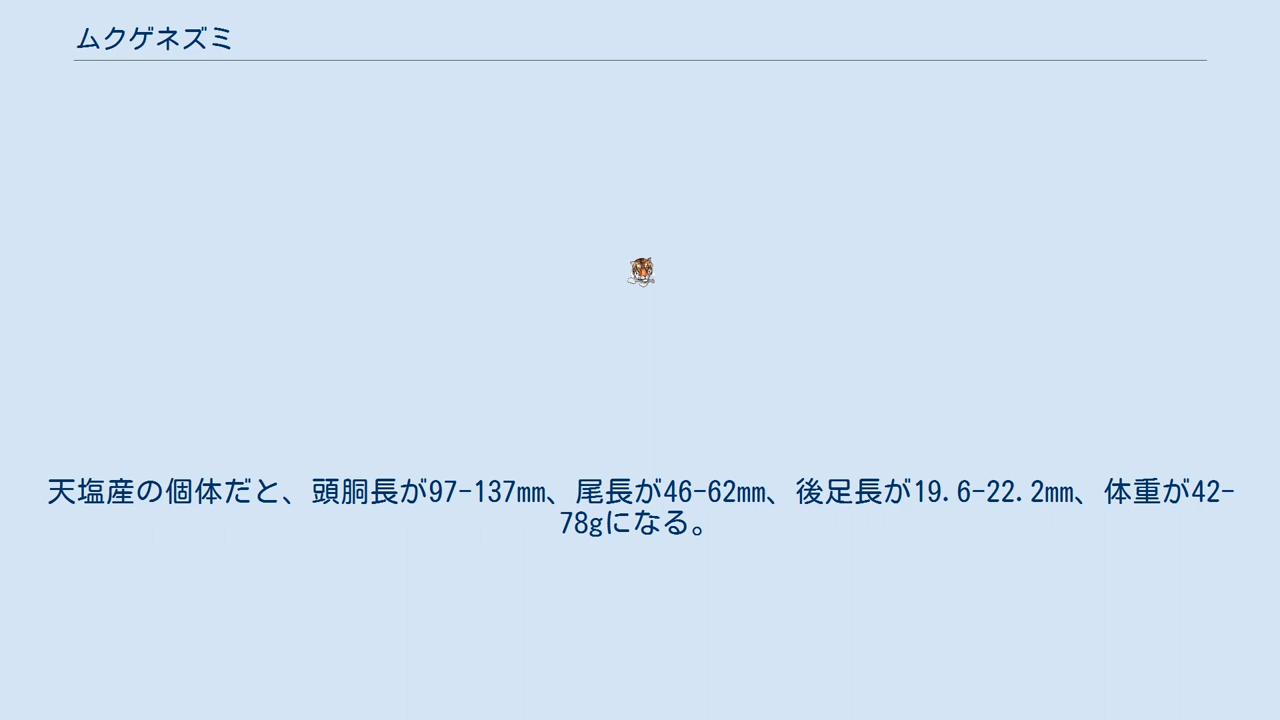 ムクゲネズミ
天塩産の個体だと、頭胴長が97-137㎜、尾長が46-62㎜、後足長が19.6-22.2㎜、体重が42-
78gになる。